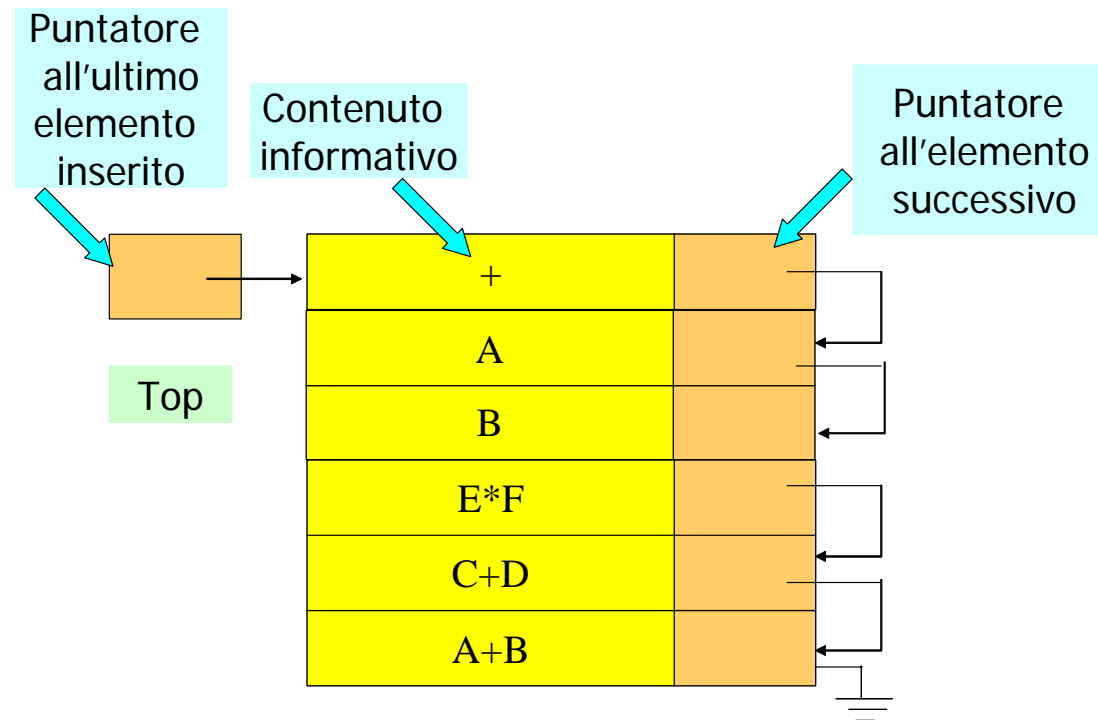 Puntatore
all'ultimo
elemento
inserito
Contenuto
informativo
Puntatore
all'elemento
successivo
Top
+
A
B
E*F
C+D
A+B